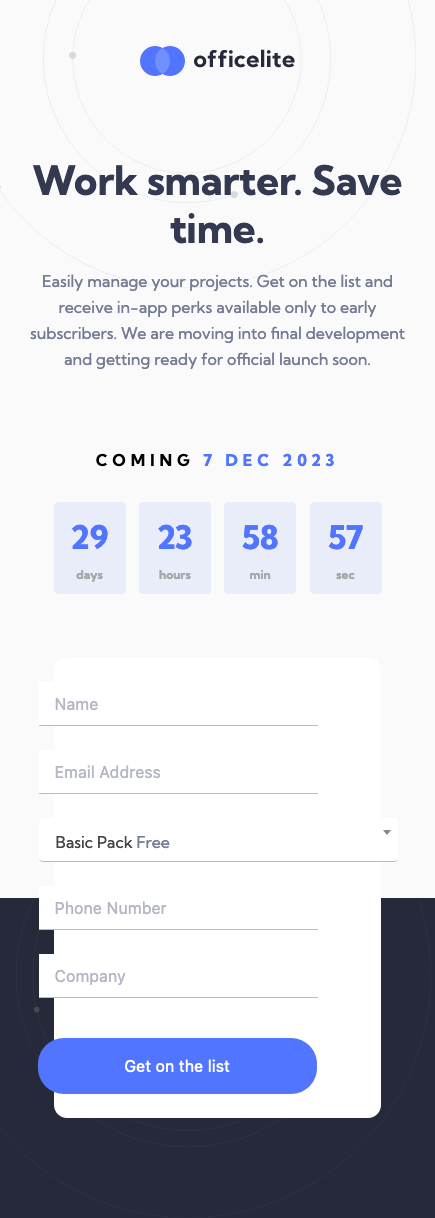 officelite
Work smarter. Save
time.
Easily manage your projects. Get on the list and
receive in-app perks available only to early
subscribers. We are moving into final development
and getting ready for official launch soon.
COMING 7 DEC 2023
29 23 58 57
days hours min sec
Name
Email Address
Basic Pack Free
Phone Number
Company
Get on the list